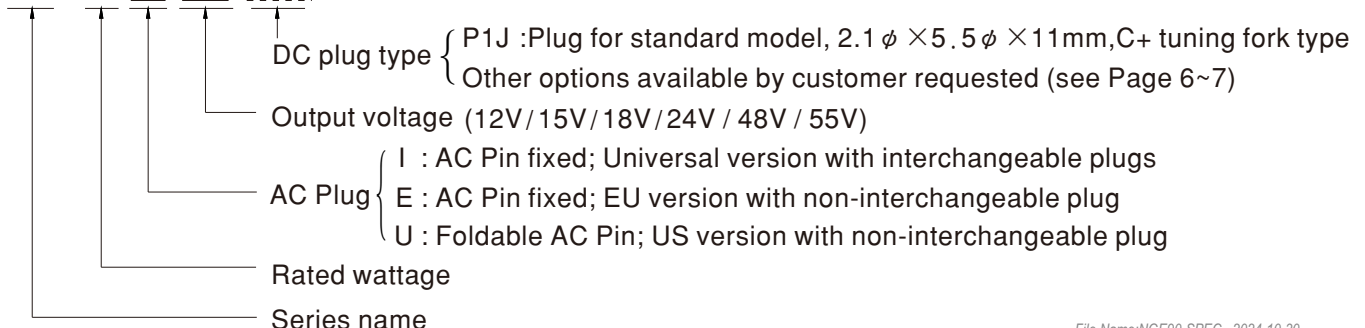 DC plug type { P1J :Plug for standard model, 2.1 φ ×5.5 φ ×11mm,C+ tuning fork type
Other options available by customer requested (see Page 6~7)
Output voltage (12V/15V/18V/24V / 48V / 55V)
I : AC Pin fixed; Universal version with interchangeable plugs
AC Plug { E : AC Pin fixed; EU version with non-interchangeable plug
U : Foldable AC Pin; US version with non-interchangeable plug
Rated wattage
Series name